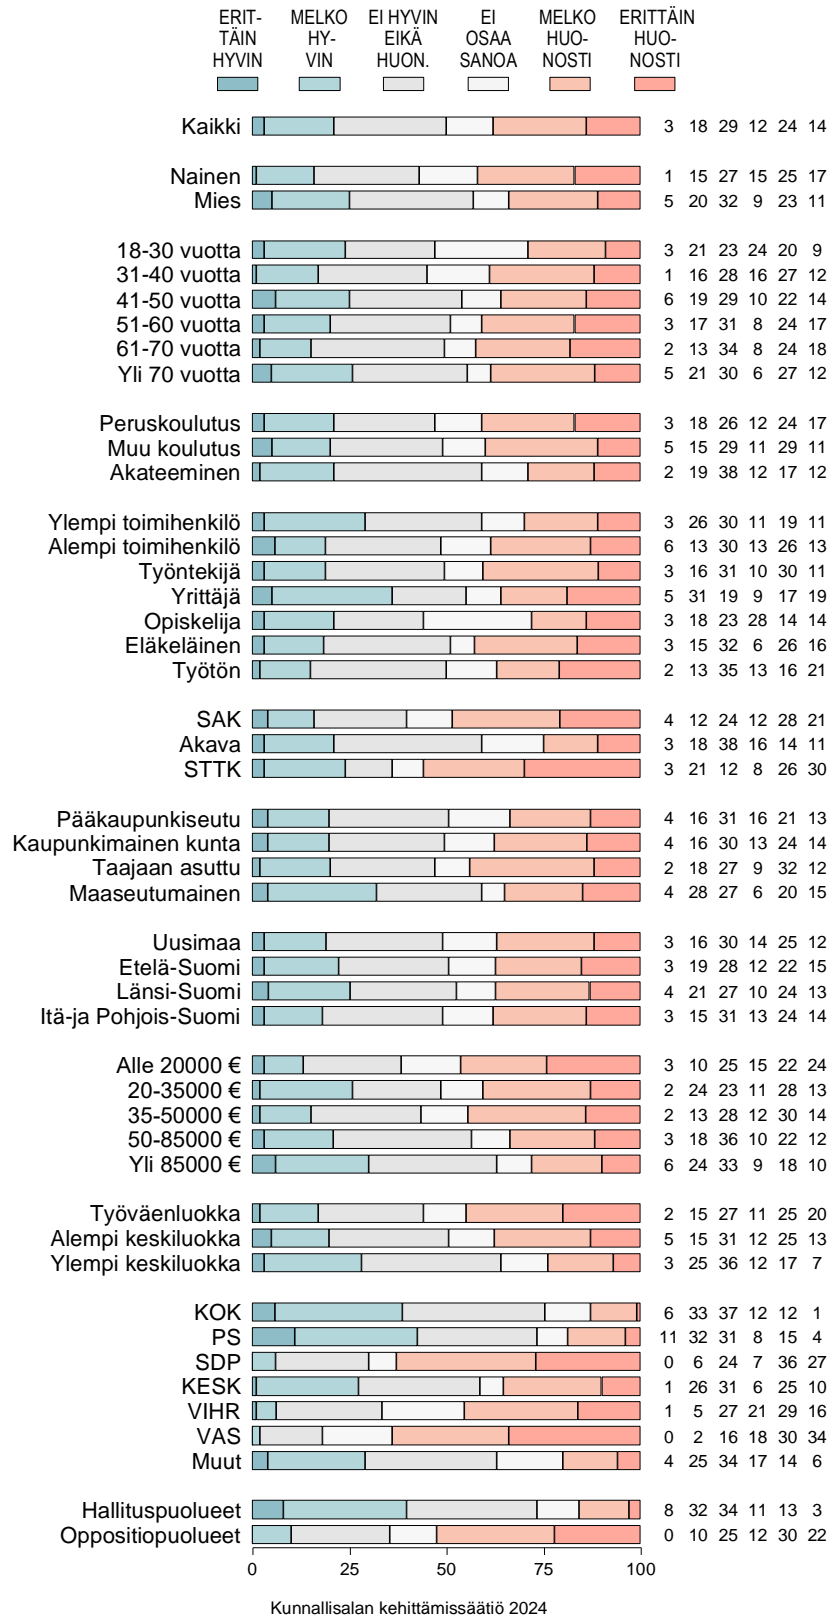 ERIT- MELKO EI HYVIN EI MELKO ERITTÄIN
TÄIN HY- EIKÄ OSAA HUO- HUO-
HYVIN VIN HUON. SANOA NOSTI NOSTI
Kaikki 3 18 29 12 24 14
Nainen 1 15 27 15 25 17
Mies 5 20 32 9 23 11
18-30 vuotta 3 21 23 24 20 9
31-40 vuotta 1 16 28 16 27 12
41-50 vuotta 6 19 29 10 22 14
51-60 vuotta 3 17 31 8 24 17
61-70 vuotta 2 13 34 8 24 18
Yli 70 vuotta 5 21 30 6 27 12
Peruskoulutus 3 18 26 12 24 17
Muu koulutus 5 15 29 11 29 11
Akateeminen 2 19 38 12 17 12
Ylempi toimihenkilö 3 26 30 11 19 11
Alempi toimihenkilö 6 13 30 13 26 13
Työntekijä 3 16 31 10 30 11
Yrittäjä 5 31 19 9 17 19
Opiskelija 3 18 23 28 14 14
Eläkeläinen 3 15 32 6 26 16
Työtön 2 13 35 13 16 21
SAK 4 12 24 12 28 21
Akava 3 18 38 16 14 11
STTK 3 21 12 8 26 30
Pääkaupunkiseutu 4 16 31 16 21 13
Kaupunkimainen kunta 4 16 30 13 24 14
Taajaan asuttu 2 18 27 9 32 12
Maaseutumainen 4 28 27 6 20 15
Uusimaa 3 16 30 14 25 12
Etelä-Suomi 3 19 28 12 22 15
Länsi-Suomi 4 21 27 10 24 13
Itä-ja Pohjois-Suomi 3 15 31 13 24 14
Alle 20000 € 3 10 25 15 22 24
20-35000 € 2 24 23 11 28 13
35-50000 € 2 13 28 12 30 14
50-85000 € 3 18 36 10 22 12
Yli 85000 € 6 24 33 9 18 10
Työväenluokka 2 15 27 11 25 20
Alempi keskiluokka 5 15 31 12 25 13
Ylempi keskiluokka 3 25 36 12 17 7
KOK 6 33 37 12 12 1
PS 11 32 31 8 15 4
SDP 0 6 24 7 36 27
KESK 1 26 31 6 25 10
VIHR 1 5 27 21 29 16
VAS 0 2 16 18 30 34
Muut 4 25 34 17 14 6
Hallituspuolueet 8 32 34 11 13 3
Oppositiopuolueet 0 10 25 12 30 22
0 25 50 75 100
Kunnallisalan kehittämissäätiö 2024